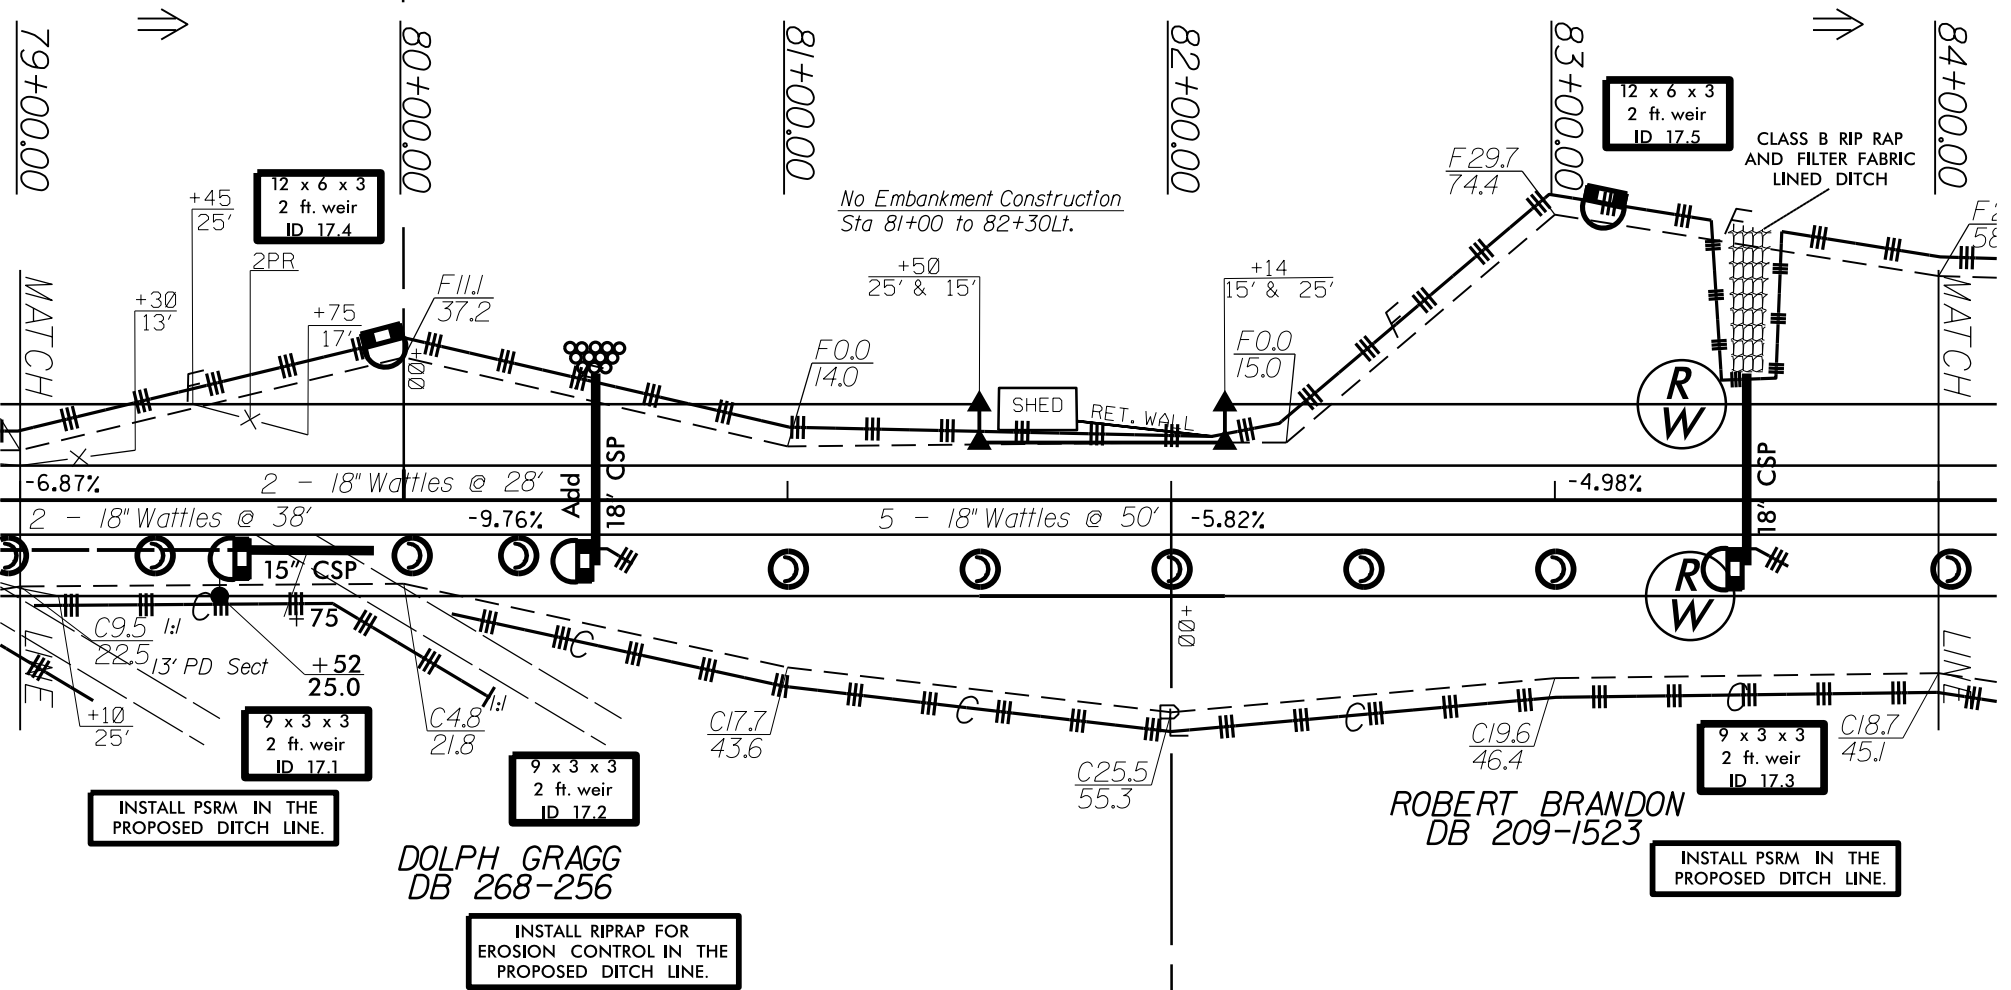 79+00.00
80+00.00
81+00.00
82+00.00
83+00.00
84+00.00
12 x 6 x 3
2 ft. weir
ID 17.5
CLASS B RIP RAP
AND FILTER FABRIC
LINED DITCH
F29.7
74.4
12 x 6 x 3
2 ft. weir
ID 17.4
+45
25'
No Embankment Construction
Sta 81+00 to 82+30Lt.
2PR
+30
13'
+75
17'
F11.1
37.2
+00
+50
25' & 15'
+14
15' & 25'
F0.0
14.0
F0.0
15.0
F
F
F
MATCH
MATCH
SHED
RET. WALL
R
W
-6.87%
2 - 18" Wattles @ 28'
Add
18' CSP
-4.98%
18' CSP
2 - 18" Wattles @ 38'
-9.76%
5 - 18" Wattles @ 50'
-5.82%
15" CSP
R
W
C
+75
C9.5
22.5
1:1
13' PD Sect
+52
25.0
+00
C
LINE
LINE
+10
25'
C4.8
21.8
1:1
C17.7
43.6
C
C
C
C25.5
55.3
C19.6
46.4
C18.7
45.1
9 x 3 x 3
2 ft. weir
ID 17.1
9 x 3 x 3
2 ft. weir
ID 17.2
9 x 3 x 3
2 ft. weir
ID 17.3
INSTALL PSRM IN THE
PROPOSED DITCH LINE.
ROBERT BRANDON
DB 209-1523
DOLPH GRAGG
DB 268-256
INSTALL PSRM IN THE
PROPOSED DITCH LINE.
INSTALL RIPRAP FOR
EROSION CONTROL IN THE
PROPOSED DITCH LINE.